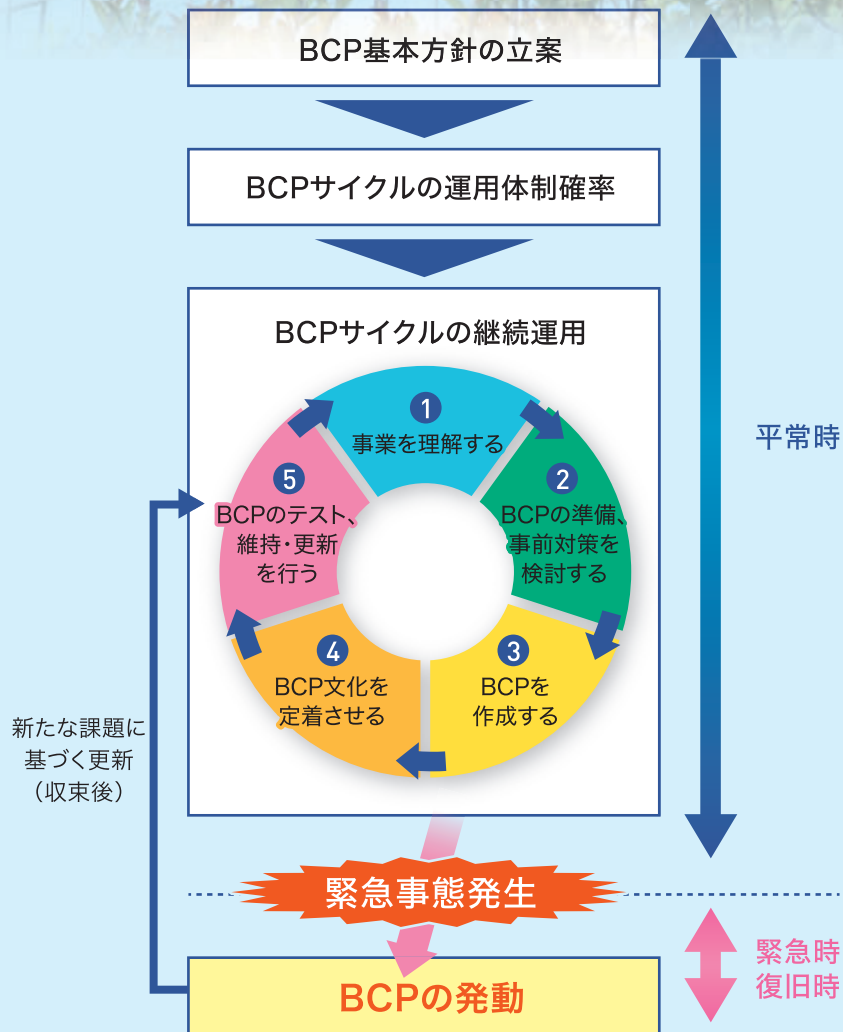 BCP基本方針の立案
BCPサイクルの運用体制確率
BCPサイクルの継続運用
1
事業を理解する
2
BCPの準備、
事前対策を
検討する
3
BCPを
作成する
4
BCP文化を
定着させる
5
BCPのテスト、
維持・更新
を行う
平常時
新たな課題に
基づく更新
（収束後）
緊急事態発生
緊急時
復旧時
BCPの発動